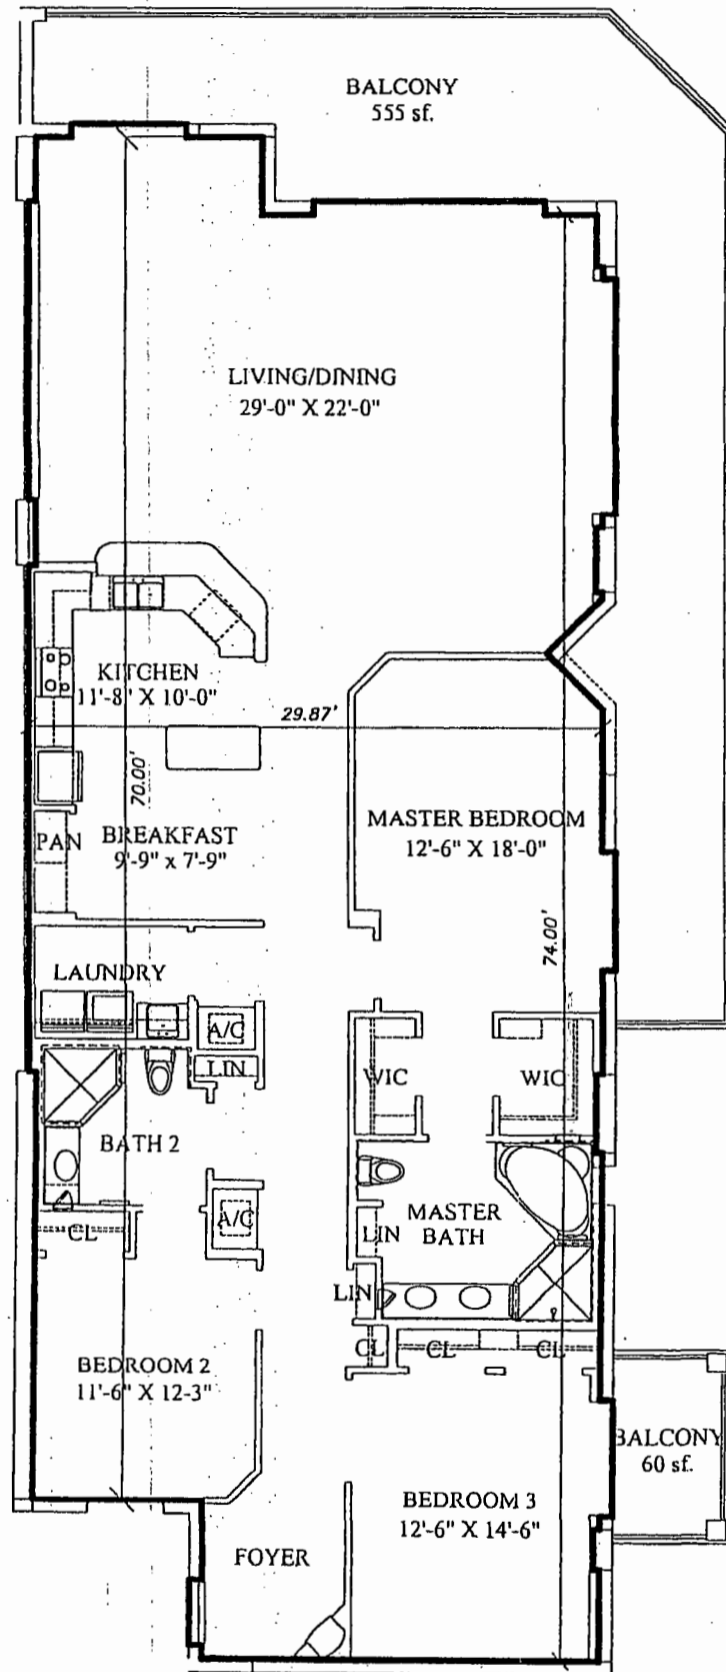 BALCONY
555 sf.
LIVING/DINING
29'-0" X 22'-0"
KITCHEN
11'-8" X 10'-0"
29.87'
70.00'
PAN
BREAKFAST
9'-9" x 7'-9"
MASTER BEDROOM
12'-6" X 18'-0"
74.00'
LAUNDRY
A/C
LIN
WIC
WIC
BATH 2
A/C
CL
MASTER
BATH
LIN
LIN
CL
CL
CL
BEDROOM 2
11'-6" X 12-3"
BALCONY
60 sf.
BEDROOM 3
12'-6" X 14'-6"
FOYER